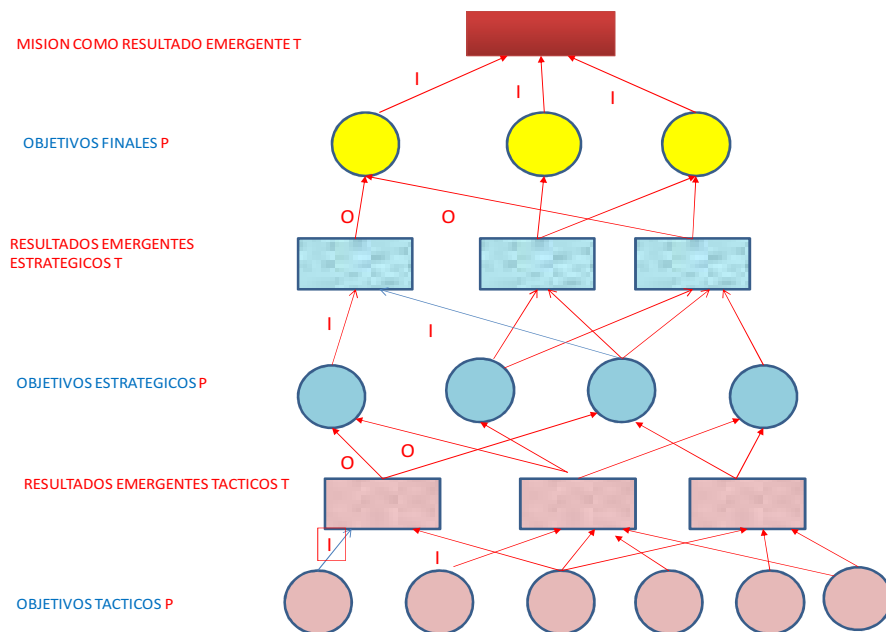 MISION COMO RESULTADO EMERGENTE T
I
I
I
OBJETIVOS FINALES P
O
O
RESULTADOS EMERGENTES
ESTRATEGICOS T
I
I
OBJETIVOS ESTRATEGICOS P
O
O
RESULTADOS EMERGENTES TACTICOS T
I
I
OBJETIVOS TACTICOS P